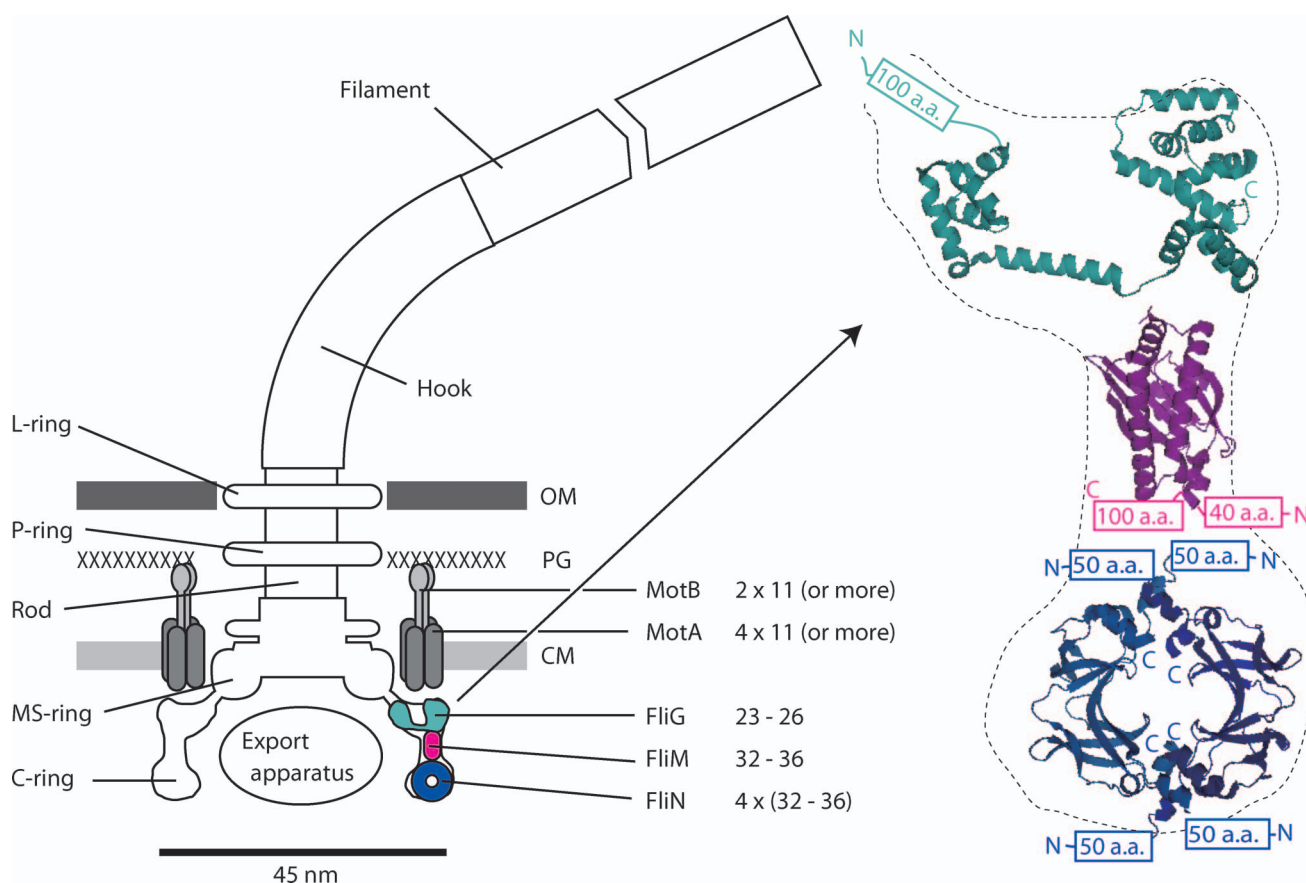 Filament
Hook
L-ring
OM
P-ring
XXXXXXXXXX
XXXXXXXXXX
PG
Rod
MotB 2 x 11 (or more)
MotA 4 x 11 (or more)
CM
MS-ring
FliG 23 - 26
Export
apparatus
FliM 32 - 36
C-ring
FliN 4 x (32 - 36)
45 nm
N
100 a.a.
C
C
100 a.a.
40 a.a.
N
N
50 a.a.
50 a.a.
N
C
C
C
C
N
50 a.a.
50 a.a.
N